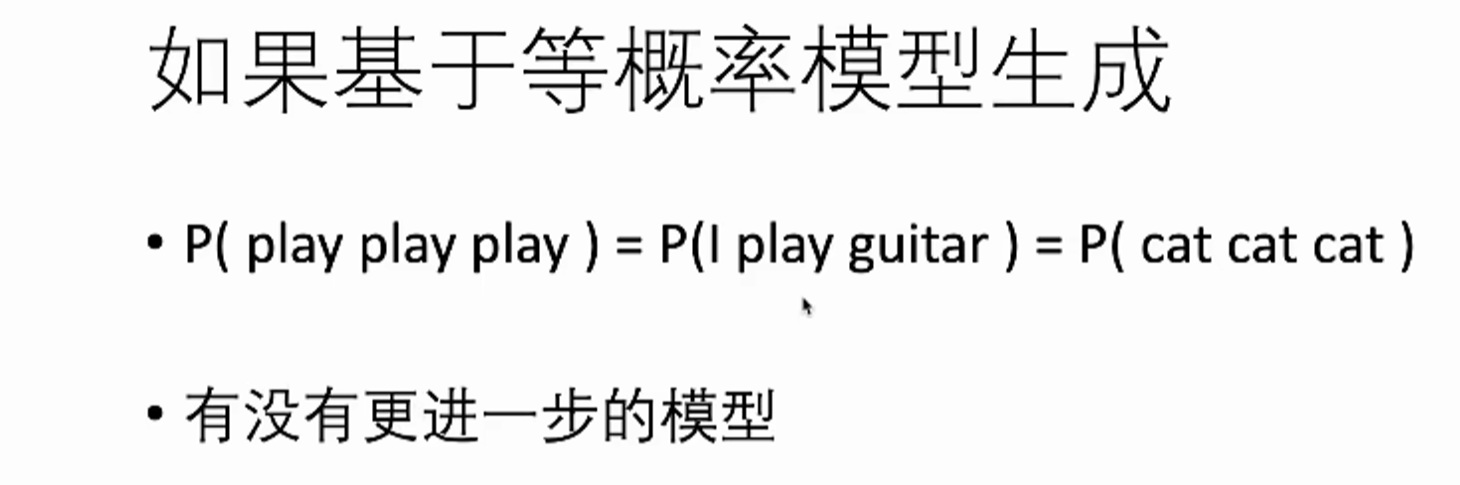 如果基于等概率模型生成
• P( play play play ) = P(I play guitar ) = P( cat cat cat )
• 有没有更进一步的模型